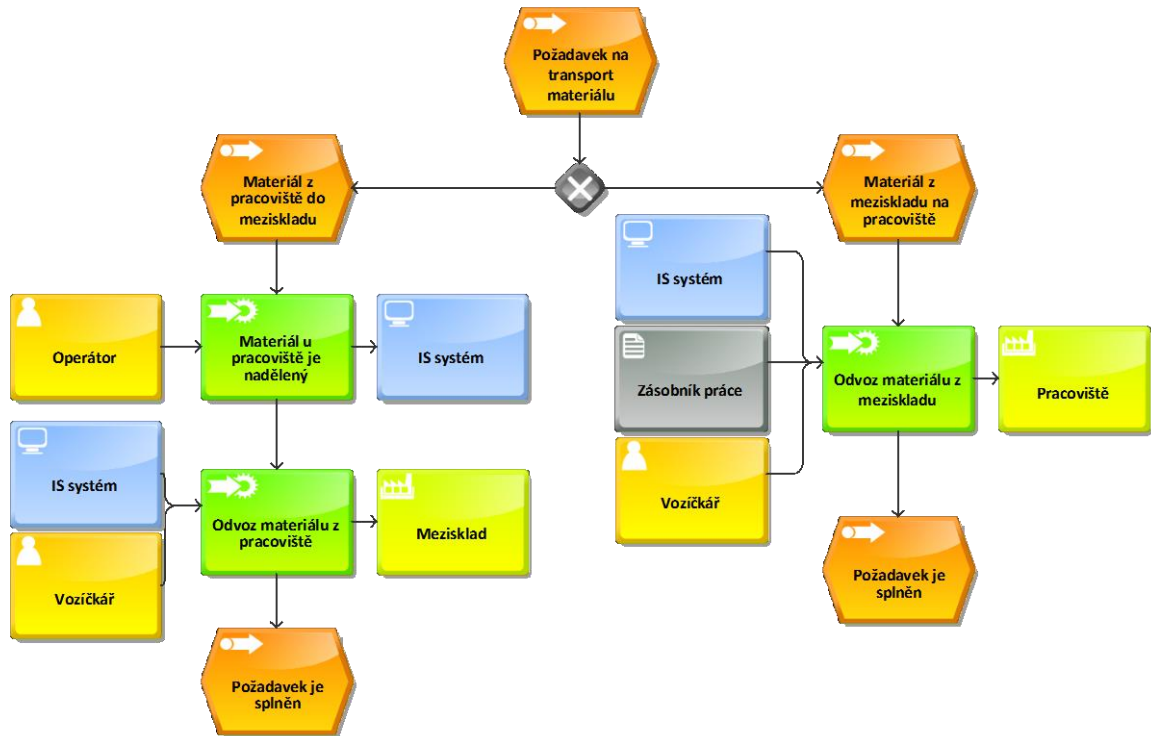 Požadavek na
transport
materiálu
Materiál z
pracoviště do
meziskladu
Materiál z
meziskladu na
pracoviště
IS systém
Operátor
Materiál u
pracoviště je
nadělený
IS systém
Zásobník práce
Odvoz materiálu z
meziskladu
Pracoviště
IS systém
Vozíčkář
Odvoz materiálu z
pracoviště
Mezisklad
Vozíčkář
Požadavek je
splněn
Požadavek je
splněn